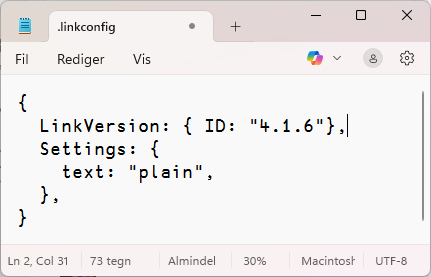 .linkconfig
Fil Rediger Vis
{
  LinkVersion: { ID: "4.1.6"},
  Settings: {
    text: "plain",
  },
}
Ln 2, Col 31 73 tegn Almindel 30% Macintosh UTF-8